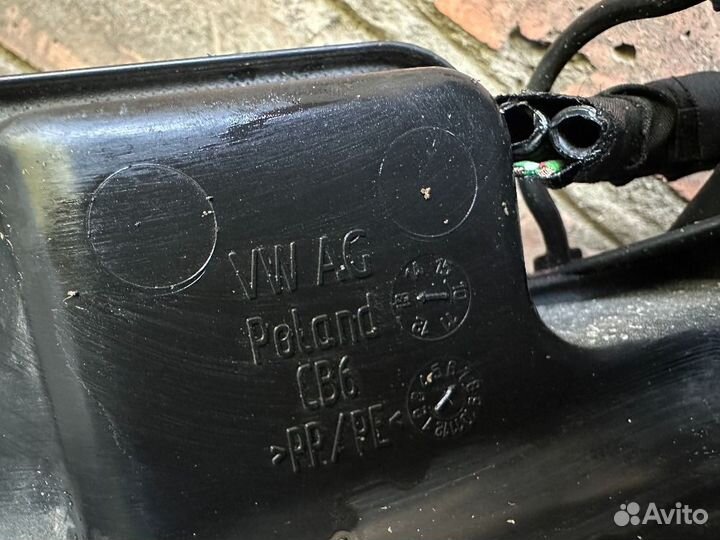 VW AG
Poland
CB6
>PP/PE<
Avito